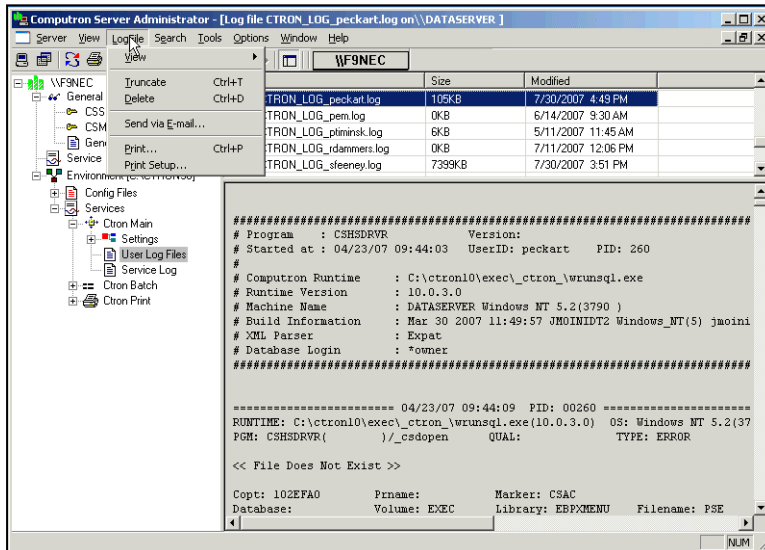 Computron Server Administrator - [Log file CTRON_LOG_peckart.log on\\DATASERVER ]
Server View LogFile Search Tools Options Window Help
\\F9NEC
View
Truncate Ctrl+T
Delete Ctrl+D
Send via E-mail...
Print... Ctrl+P
Print Setup...
\\F9NEC
General
CSS
CSM
Gene
Service
Environment [C:\CTRON90]
Config Files
Services
Ctron Main
Settings
User Log Files
Service Log
Ctron Batch
Ctron Print
Size Modified
CTRON_LOG_peckart.log 105KB 7/30/2007 4:49 PM
CTRON_LOG_pem.log 0KB 6/14/2007 9:30 AM
CTRON_LOG_ptiminsk.log 6KB 5/11/2007 11:45 AM
CTRON_LOG_rdammers.log 0KB 7/11/2007 12:06 PM
CTRON_LOG_sfeeney.log 7399KB 7/30/2007 3:51 PM
######################################################################
# Program : CSHSDRVR Version:
# Started at : 04/23/07 09:44:03 UserID: peckart PID: 260
#
# Computron Runtime : C:\ctron10\exec\_ctron_\wrunsql.exe
# Runtime Version : 10.0.3.0
# Machine Name : DATASERVER Windows NT 5.2(3790 )
# Build Information : Mar 30 2007 11:49:57 JMOINIDT2 Windows_NT(5) jmoini
# XML Parser : Expat
# Database Login : *owner
######################################################################
====================== 04/23/07 09:44:09 PID: 00260 ====================
RUNTIME: C:\ctron10\exec\_ctron_\wrunsql.exe(10.0.3.0) OS: Windows NT 5.2(37
PGM: CSHSDRVR( )/_csdopen QUAL: TYPE: ERROR
<< File Does Not Exist >>
Copt: 102EFA0 Prname: Marker: CSAC
Database: Volume: EXEC Library: EBPXMENU Filename: PSE
NUM